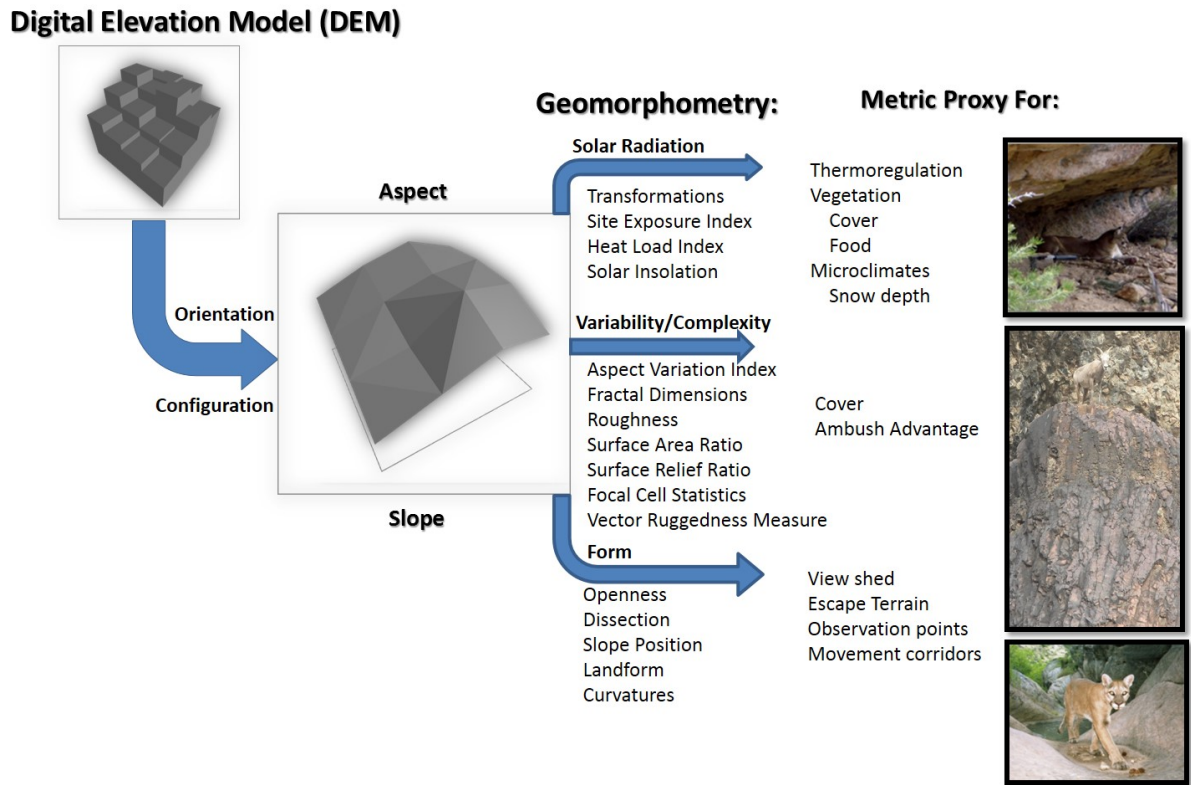 Digital Elevation Model (DEM)
Geomorphometry:
Metric Proxy For:
Aspect
Orientation
Configuration
Slope
Solar Radiation
Transformations
Site Exposure Index
Heat Load Index
Solar Insolation
Thermoregulation
Vegetation
Cover
Food
Microclimates
Snow depth
Variability/Complexity
Aspect Variation Index
Fractal Dimensions
Roughness
Surface Area Ratio
Surface Relief Ratio
Focal Cell Statistics
Vector Ruggedness Measure
Cover
Ambush Advantage
Form
Openness
Dissection
Slope Position
Landform
Curvatures
View shed
Escape Terrain
Observation points
Movement corridors